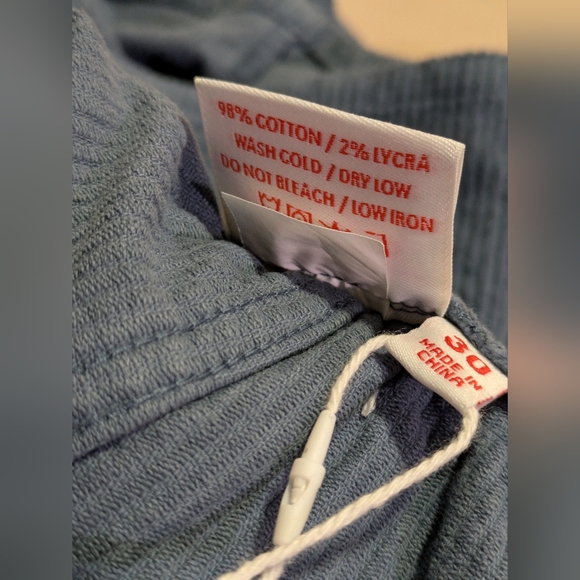 98% COTTON / 2% LYCRA
WASH COLD / DRY LOW
DO NOT BLEACH / LOW IRON
30
MADE IN
CHINA